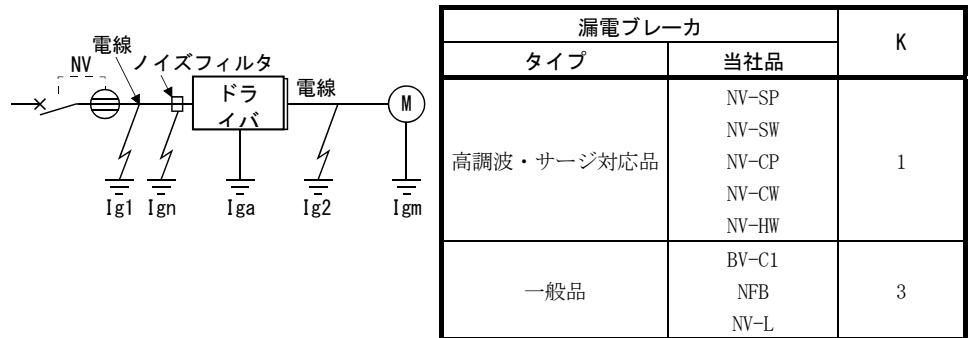 電線
NV ノイズフィルタ
ドラ
イバ
電線
M
Ig1 Ign Iga Ig2 Igm
漏電ブレーカ K
タイプ 当社品
高調波・サージ対応品 1
NV-SP
NV-SW
NV-CP
NV-CW
NV-HW
一般品 3
BV-C1
NFB
NV-L